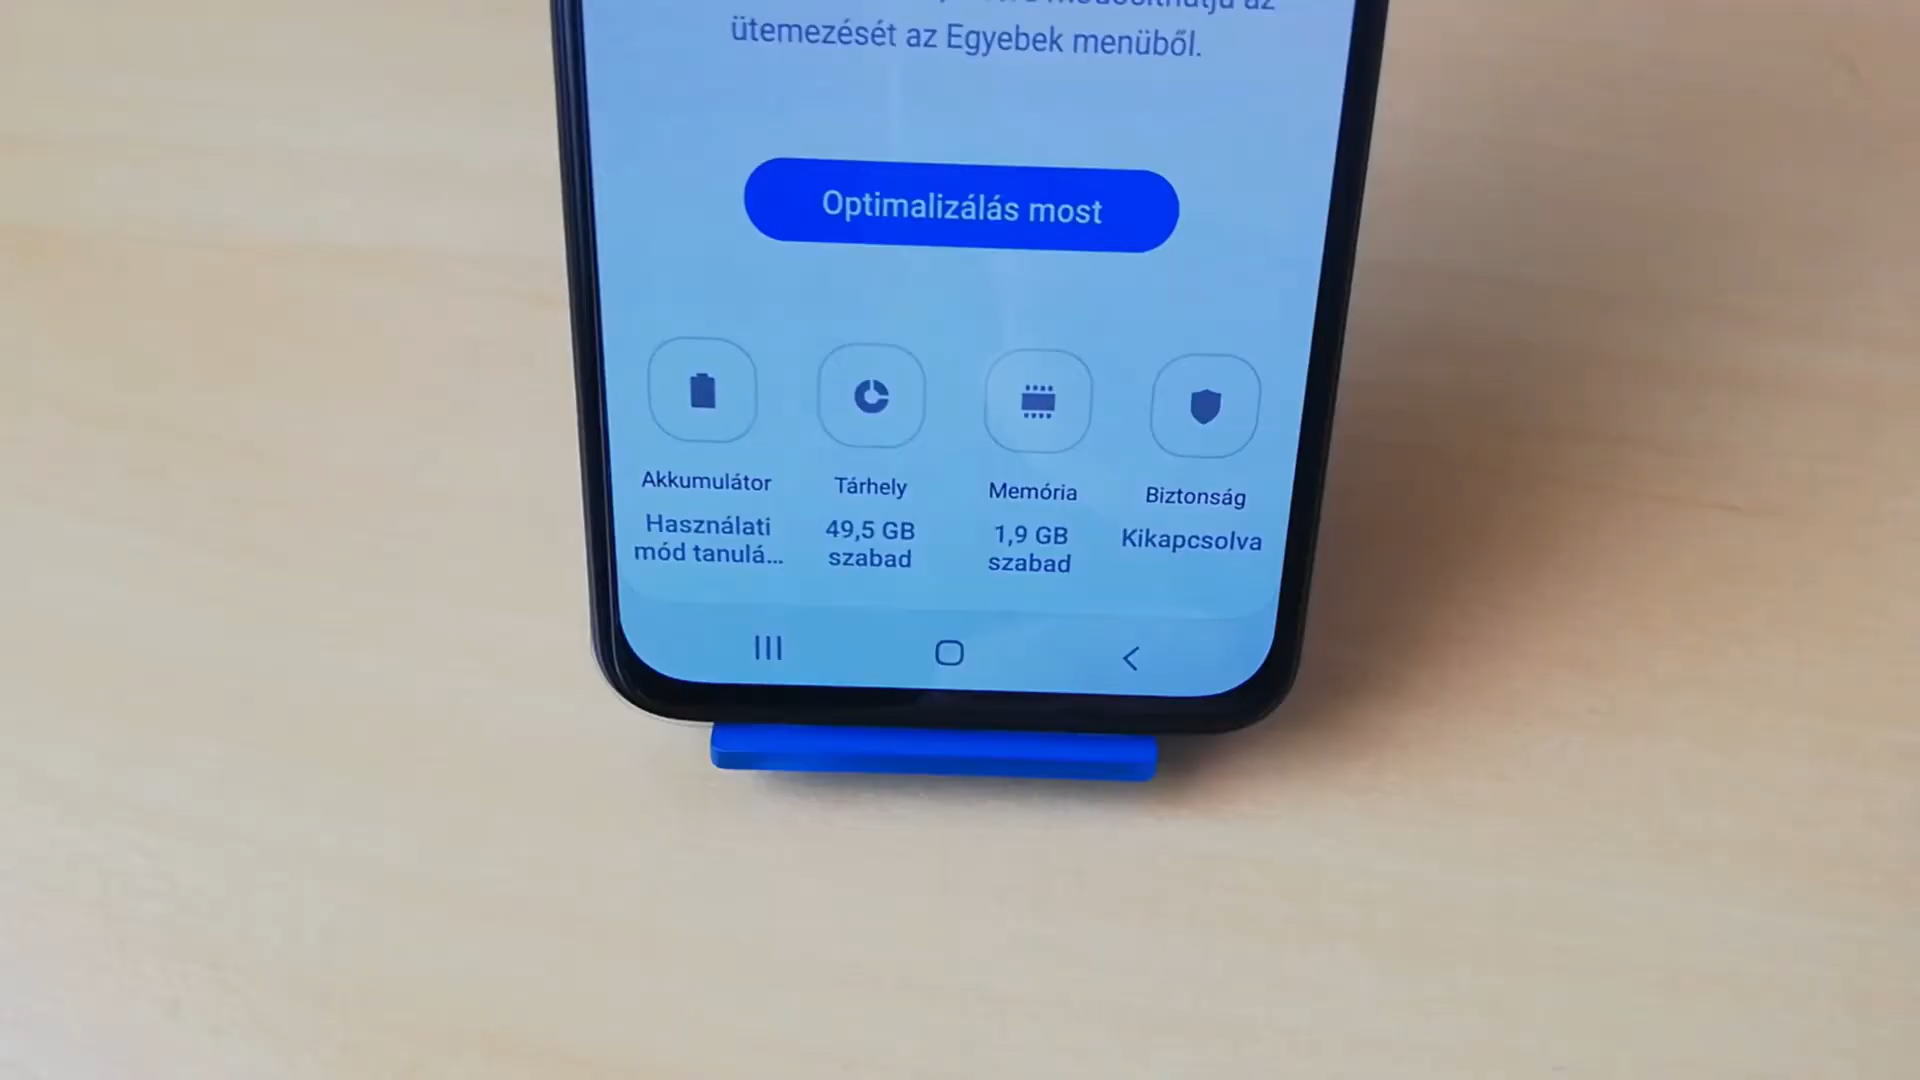 az
ütemezését az Egyebek menüből.
Optimalizálás most
Akkumulátor
Használati
mód tanulá...
Tárhely
49,5 GB
szabad
Memória
1,9 GB
szabad
Biztonság
Kikapcsolva